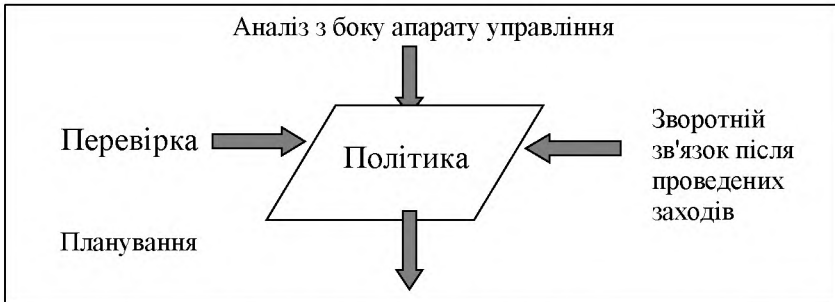 Аналіз з боку апарату управління
Перевірка
Політика
Зворотній
зв'язок після
проведених
заходів
Планування